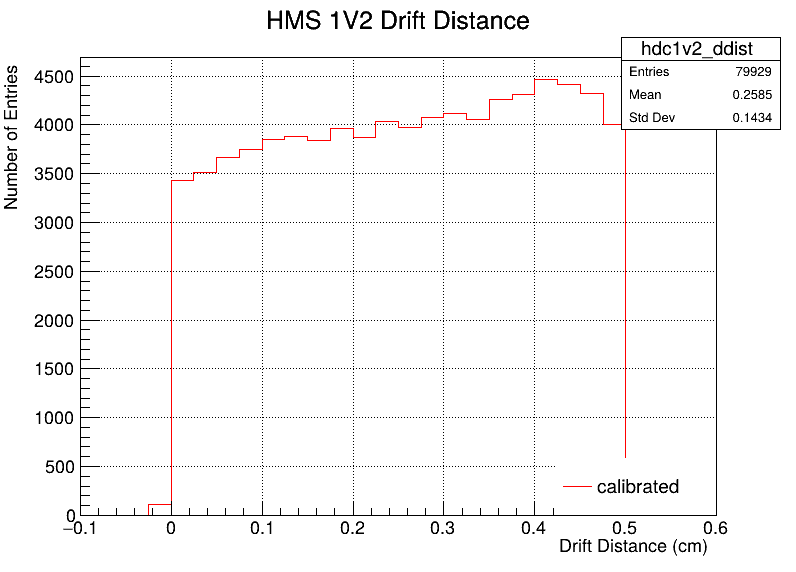 HMS 1V2 Drift Distance
hdc1v2_ddist
Entries 79929
Mean 0.2585
Std Dev 0.1434
Number of Entries
4500
4000
3500
3000
2500
2000
1500
1000
500
0
calibrated
−0.1 0 0.1 0.2 0.3 0.4 0.5 0.6
Drift Distance (cm)